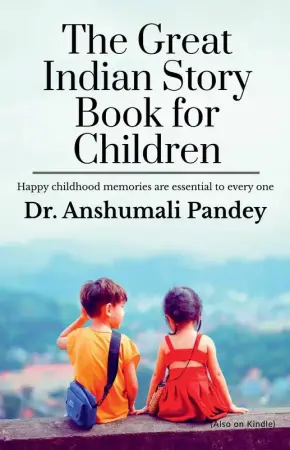 The Great
Indian Story
Book for
Children
Happy childhood memories are essential to every one
Dr. Anshumali Pandey
(Also on Kindle)